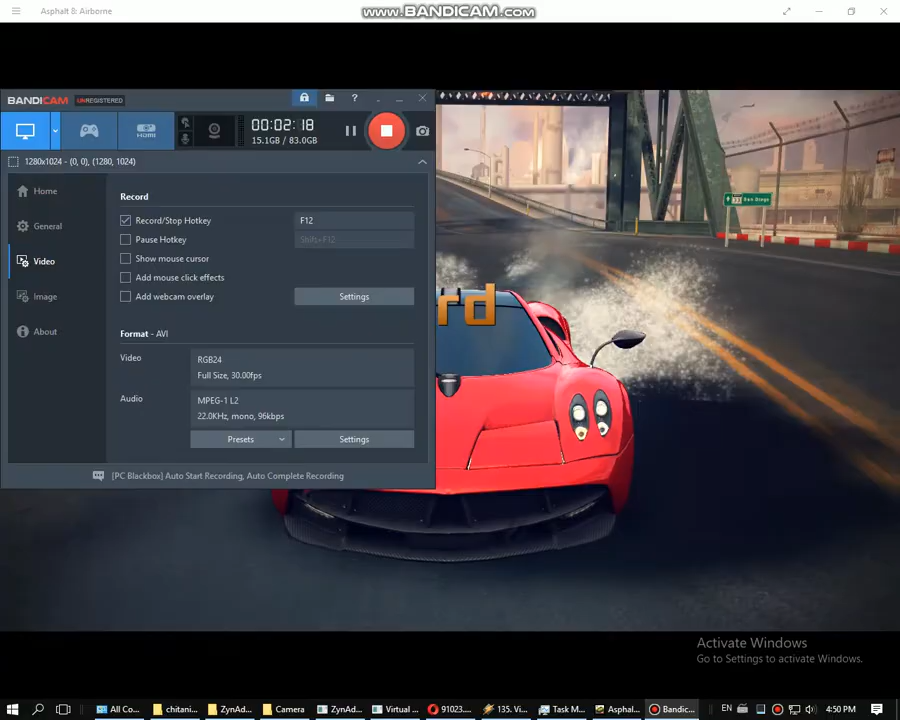 Asphalt 8: Airborne
www.BANDICAM.com
BANDICAM UNREGISTERED
?
HDMI
00:02:18
15.1GB / 83.0GB
1280x1024 - (0, 0), (1280, 1024)
Home
General
Video
Image
About
Record
Record/Stop Hotkey F12
Pause Hotkey Shift+F12
Show mouse cursor
Add mouse click effects
Add webcam overlay Settings
Format - AVI
Video RGB24
Full Size, 30.00fps
Audio MPEG-1 L2
22.0KHz, mono, 96kbps
Presets Settings
[PC Blackbox] Auto Start Recording, Auto Complete Recording
rd
San Diego
Activate Windows
Go to Settings to activate Windows.
All Co... chitani... ZynAd... Camera ZynAd... Virtual ... 91023.... 135. Vi... Task M... Asphal... Bandic... EN 4:50 PM